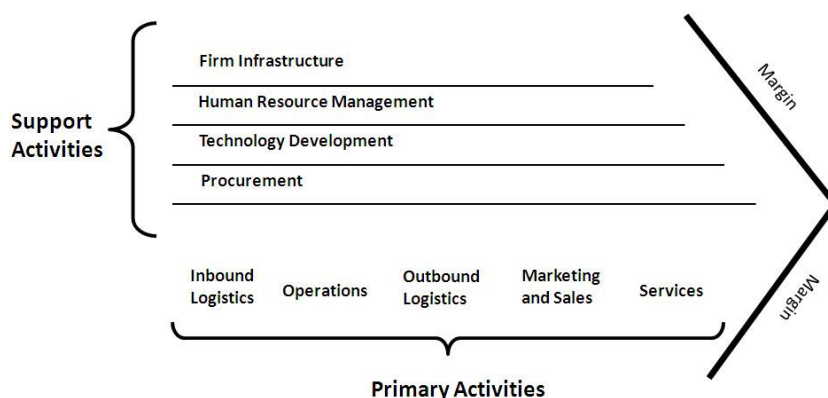 Firm Infrastructure
Human Resource Management
Technology Development
Procurement
Support
Activities
Margin
Margin
Inbound
Logistics
Operations
Outbound
Logistics
Marketing
and Sales
Services
Primary Activities